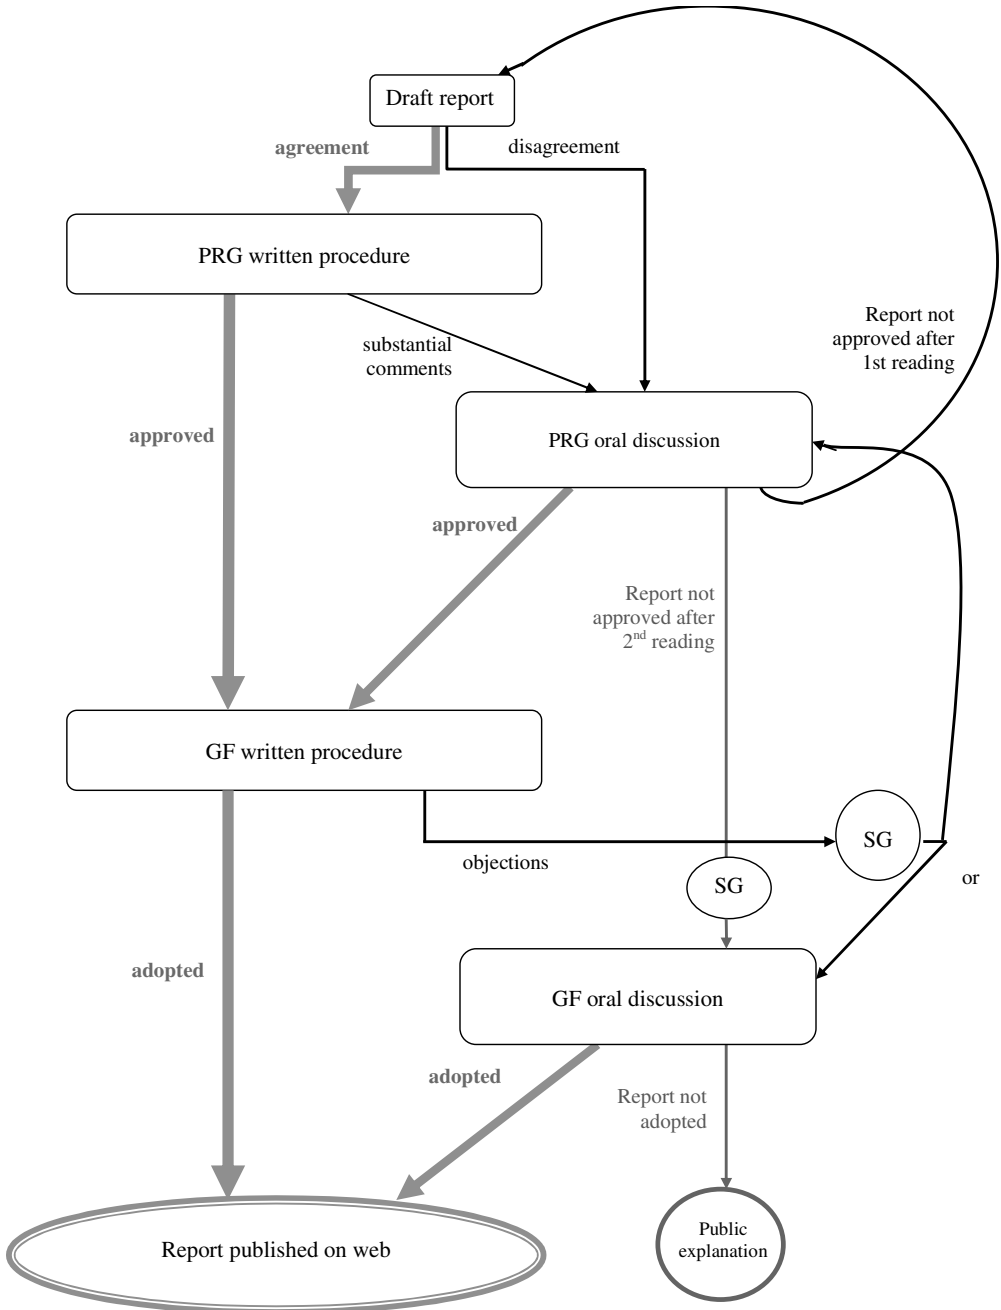 Draft report
agreement
disagreement
PRG written procedure
substantial
comments
Report not
approved after
1st reading
approved
PRG oral discussion
approved
Report not
approved after
2nd reading
GF written procedure
SG
objections
or
SG
adopted
GF oral discussion
adopted
Report not
adopted
Public
explanation
Report published on web